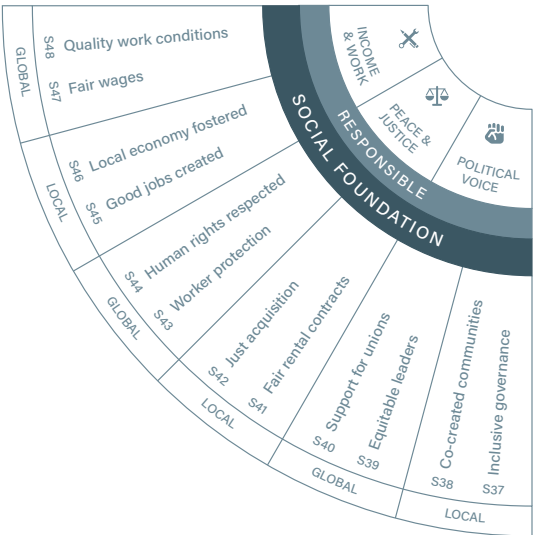 INCOME
& WORK
PEACE &
JUSTICE
POLITICAL
VOICE
RESPONSIBLE
SOCIAL FOUNDATION
GLOBAL
S48 Quality work conditions
S47 Fair wages
LOCAL
S46 Local economy fostered
S45 Good jobs created
GLOBAL
S44 Human rights respected
S43 Worker protection
LOCAL
S42 Just acquisition
S41 Fair rental contracts
GLOBAL
S40 Support for unions
S39 Equitable leaders
LOCAL
S38 Co-created communities
S37 Inclusive governance